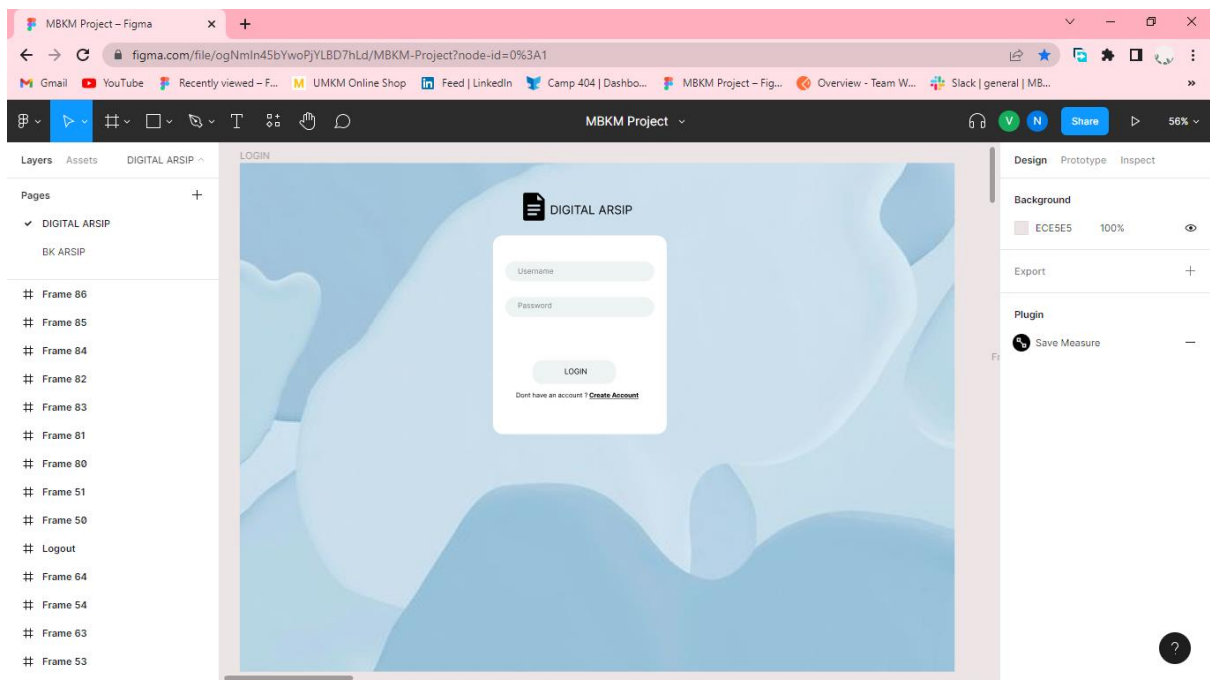 MBKM Project – Figma
figma.com/file/ogNmIn45bYwoPjYLBD7hLd/MBKM-Project?node-id=0%3A1
Gmail YouTube Recently viewed – F... UMKM Online Shop Feed | LinkedIn Camp 404 | Dashbo... MBKM Project – Fig... Overview - Team W... Slack | general | MB... »
MBKM Project V N Share 56%
Layers Assets DIGITAL ARSIP
Pages
DIGITAL ARSIP
BK ARSIP
Frame 86
Frame 85
Frame 84
Frame 82
Frame 83
Frame 81
Frame 80
Frame 51
Frame 50
Logout
Frame 64
Frame 54
Frame 63
Frame 53
LOGIN
DIGITAL ARSIP
Username
Password
LOGIN
Dont have an account ? Create Account
Design Prototype Inspect
Background
ECE5E5 100%
Export
Plugin
Save Measure
?